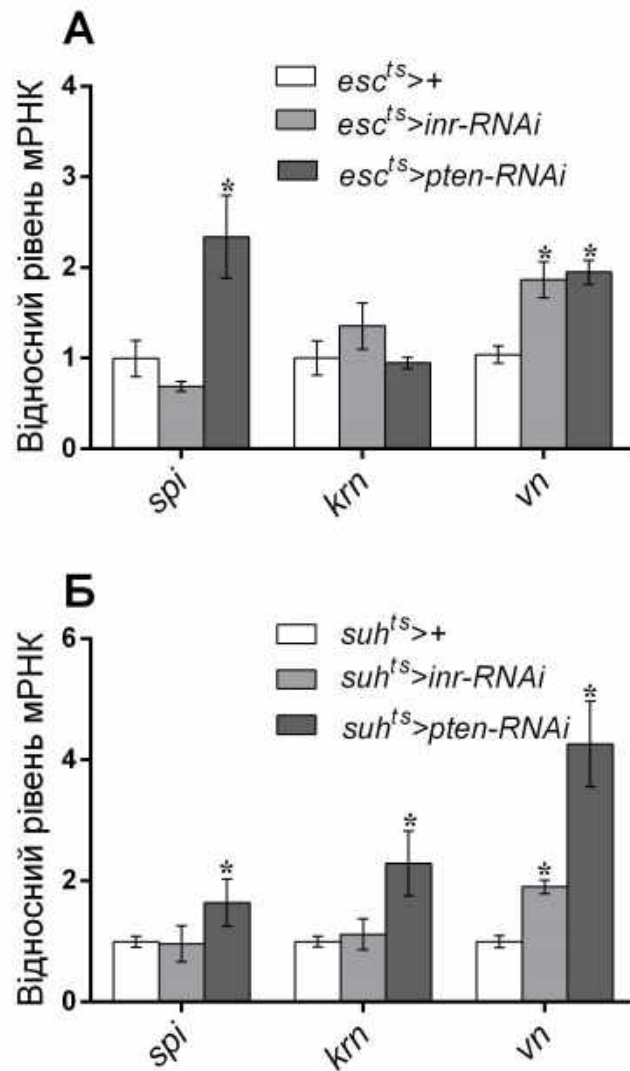 А
Відносний рівень мРНК
4
3
2
1
0
esc^ts>+
esc^ts>inr-RNAi
esc^ts>pten-RNAi
*
* *
spi krn vn
Б
Відносний рівень мРНК
6
4
2
0
suh^ts>+
suh^ts>inr-RNAi
suh^ts>pten-RNAi
* * * *
spi krn vn